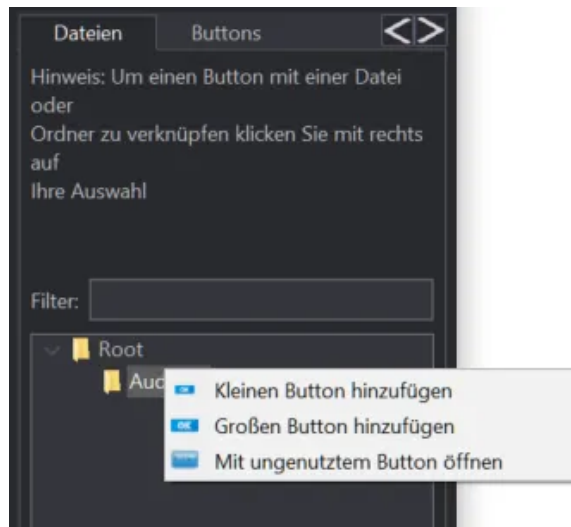 Dateien Buttons < >
Hinweis: Um einen Button mit einer Datei
oder
Ordner zu verknüpfen klicken Sie mit rechts
auf
Ihre Auswahl
Filter:
Root
Kleinen Button hinzufügen
Großen Button hinzufügen
Mit ungenutztem Button öffnen